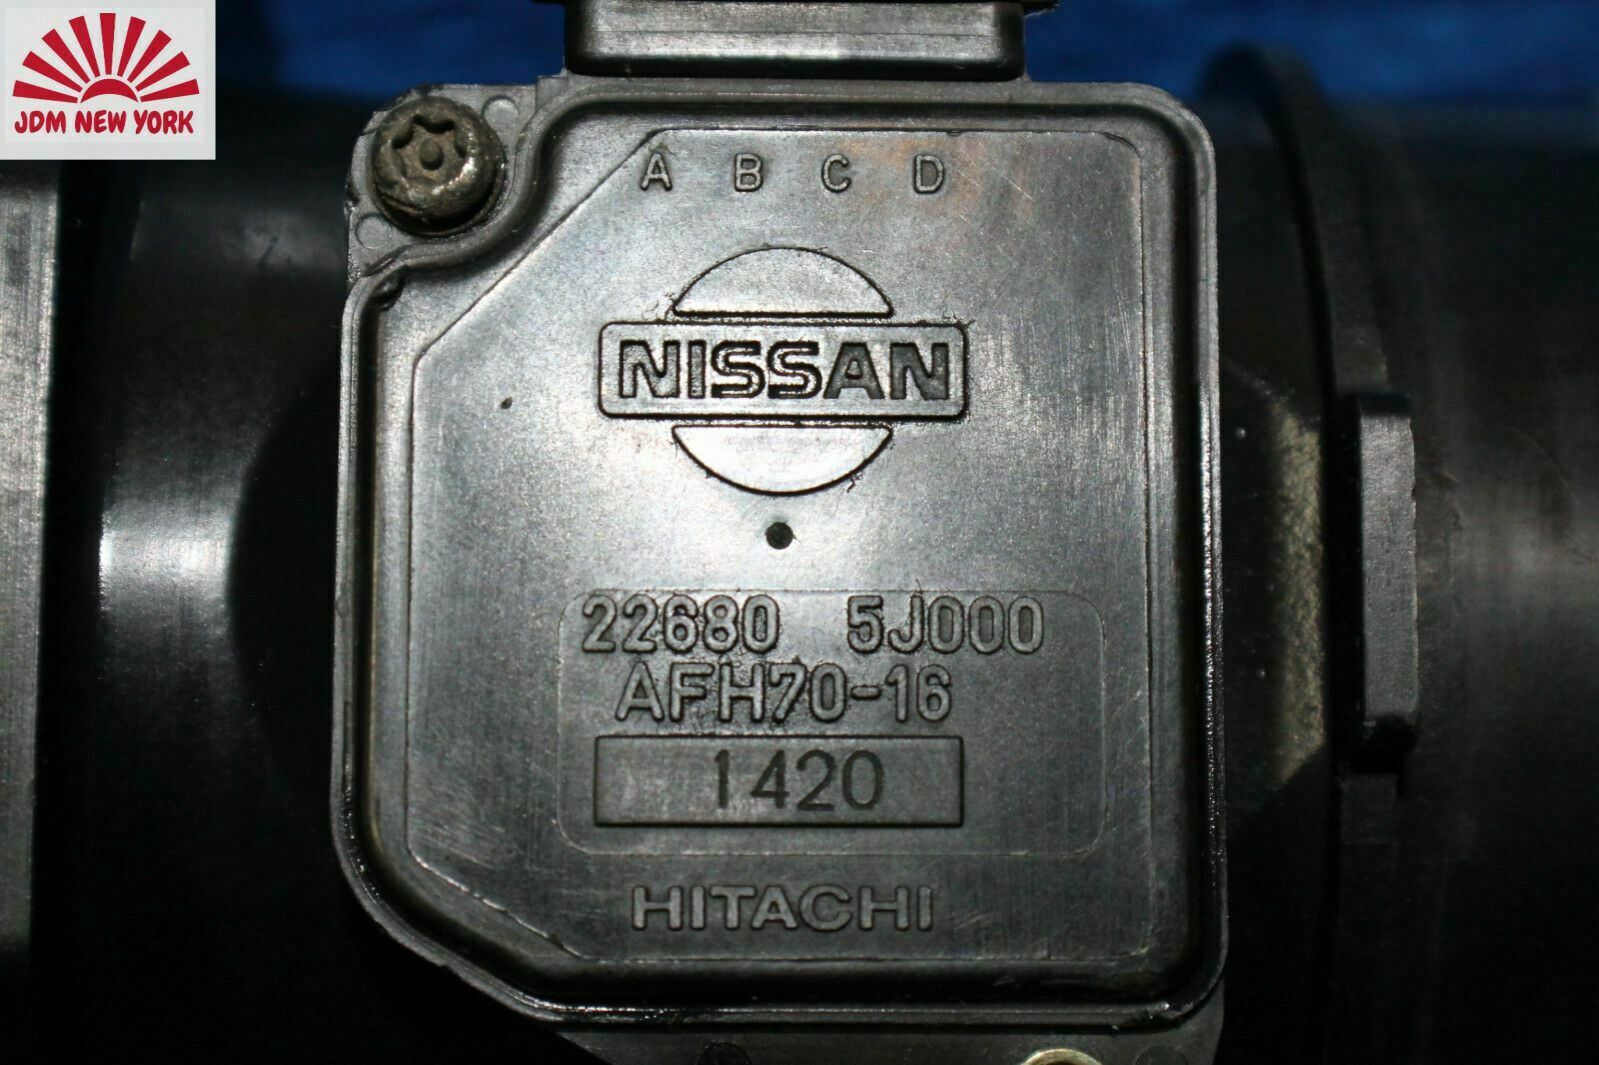 JDM NEW YORK
A B C D
NISSAN
22680 5J000
AFH70-16
1420
HITACHI